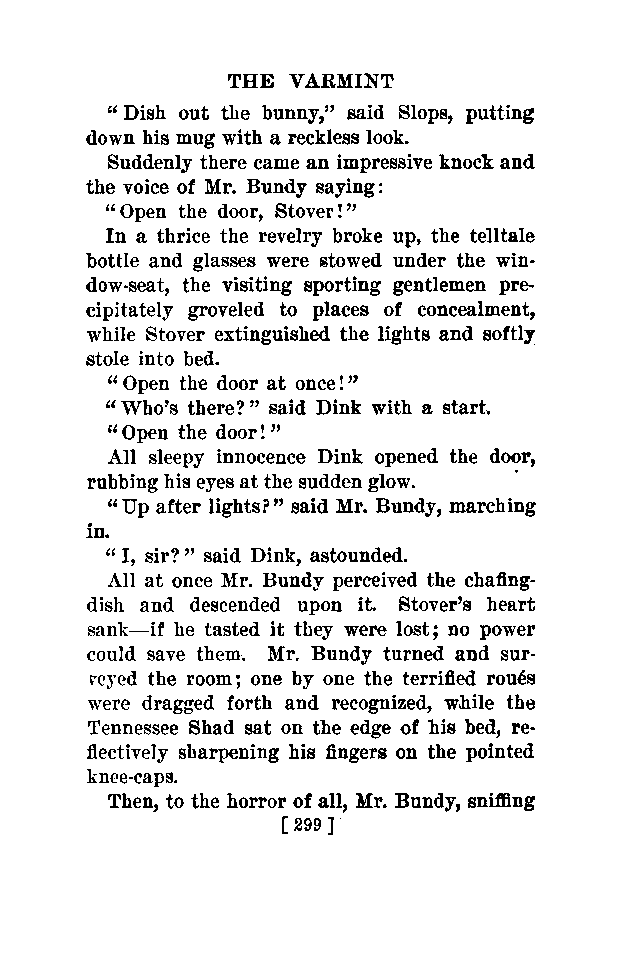 THE VARMINT
“Dish out the bunny,” said Slops, putting
down his mug with a reckless look.
Suddenly there came an impressive knock and
the voice of Mr. Bundy saying:
“Open the door, Stover!”
In a thrice the revelry broke up, the telltale
bottle and glasses were stowed under the win-
dow-seat, the visiting sporting gentlemen pre-
cipitately groveled to places of concealment,
while Stover extinguished the lights and softly
stole into bed.
“Open the door at once!”
“Who's there?” said Dink with a start.
“Open the door!”
All sleepy innocence Dink opened the door,
rubbing his eyes at the sudden glow.
“Up after lights?” said Mr. Bundy, marching
in.
“I, sir?” said Dink, astounded.
All at once Mr. Bundy perceived the chafing-
dish and descended upon it. Stover's heart
sank—if he tasted it they were lost; no power
could save them. Mr. Bundy turned and sur-
veyed the room; one by one the terrified roués
were dragged forth and recognized, while the
Tennessee Shad sat on the edge of his bed, re-
flectively sharpening his fingers on the pointed
knee-caps.
Then, to the horror of all, Mr. Bundy, sniffing
[ 299 ]